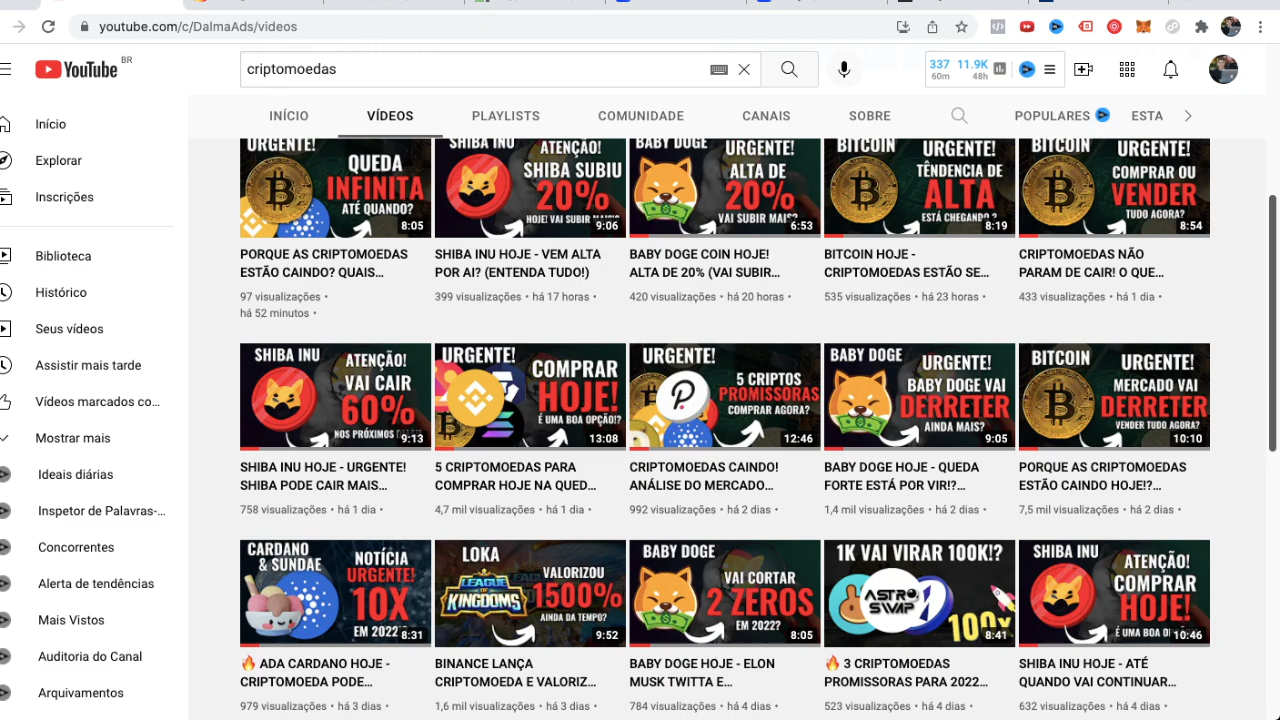 youtube.com/c/DalmaAds/videos
YouTube BR
criptomoedas
337 11.9K
60m 48h
INÍCIO VÍDEOS PLAYLISTS COMUNIDADE CANAIS SOBRE POPULARES ESTA
Início
Explorar
Inscrições
Biblioteca
Histórico
Seus vídeos
Assistir mais tarde
Vídeos marcados co...
Mostrar mais
Ideais diárias
Inspetor de Palavras-...
Concorrentes
Alerta de tendências
Mais Vistos
Auditoria do Canal
Arquivamentos
URGENTE!
QUEDA
INFINITA
ATÉ QUANDO?
8:05
PORQUE AS CRIPTOMOEDAS
ESTÃO CAINDO? QUAIS...
97 visualizações •
há 52 minutos •
SHIBA INU
ATENÇÃO!
SHIBA SUBIU
20%
HOJE! VAI SUBIR MAIS?
9:06
SHIBA INU HOJE - VEM ALTA
POR AI? (ENTENDA TUDO!)
399 visualizações • há 17 horas •
BABY DOGE
URGENTE!
ALTA DE
20%
VAI SUBIR MAIS?
6:53
BABY DOGE COIN HOJE!
ALTA DE 20% (VAI SUBIR...
420 visualizações • há 20 horas •
BITCOIN
URGENTE!
TÊNDENCIA DE
ALTA
ESTÁ CHEGANDO
8:19
BITCOIN HOJE -
CRIPTOMOEDAS ESTÃO SE...
535 visualizações • há 23 horas •
BITCOIN
URGENTE!
COMPRAR OU
VENDER
TUDO AGORA?
8:54
CRIPTOMOEDAS NÃO
PARAM DE CAIR! O QUE...
433 visualizações • há 1 dia •
SHIBA INU
ATENÇÃO!
VAI CAIR
60%
NOS PRÓXIMOS
9:13
SHIBA INU HOJE - URGENTE!
SHIBA PODE CAIR MAIS...
758 visualizações • há 1 dia •
URGENTE!
COMPRAR
HOJE!
É UMA BOA OPÇÃO!?
13:08
5 CRIPTOMOEDAS PARA
COMPRAR HOJE NA QUED...
4,7 mil visualizações • há 1 dia •
URGENTE!
5 CRIPTOS
PROMISSORAS
COMPRAR AGORA?
12:46
CRIPTOMOEDAS CAINDO!
ANÁLISE DO MERCADO...
992 visualizações • há 2 dias •
BABY DOGE
URGENTE!
BABY DOGE VAI
DERRETER
AINDA MAIS?
9:05
BABY DOGE HOJE - QUEDA
FORTE ESTÁ POR VIR!?...
1,4 mil visualizações • há 2 dias •
BITCOIN
URGENTE!
MERCADO VAI
DERRETER
VENDER TUDO AGORA?
10:10
PORQUE AS CRIPTOMOEDAS
ESTÃO CAINDO HOJE!?...
7,5 mil visualizações • há 2 dias •
CARDANO
& SUNDAE
NOTÍCIA
URGENTE!
10X
EM 2022
8:31
🔥 ADA CARDANO HOJE -
CRIPTOMOEDA PODE...
979 visualizações • há 3 dias •
LOKA
LEAGUE OF
KINGDOMS
VALORIZOU
1500%
AINDA DA TEMPO?
9:52
BINANCE LANÇA
CRIPTOMOEDA E VALORIZ...
1,6 mil visualizações • há 3 dias •
BABY DOGE
VAI CORTAR
2 ZEROS
EM 2022?
8:05
BABY DOGE HOJE - ELON
MUSK TWITTA E...
784 visualizações • há 4 dias •
1K VAI VIRAR 100K!?
ASTRO
SWAP
100x
8:41
🔥 3 CRIPTOMOEDAS
PROMISSORAS PARA 2022...
523 visualizações • há 4 dias •
SHIBA INU
ATENÇÃO!
COMPRAR
HOJE!
É UMA BOA
10:46
SHIBA INU HOJE - ATÉ
QUANDO VAI CONTINUAR...
632 visualizações • há 4 dias •